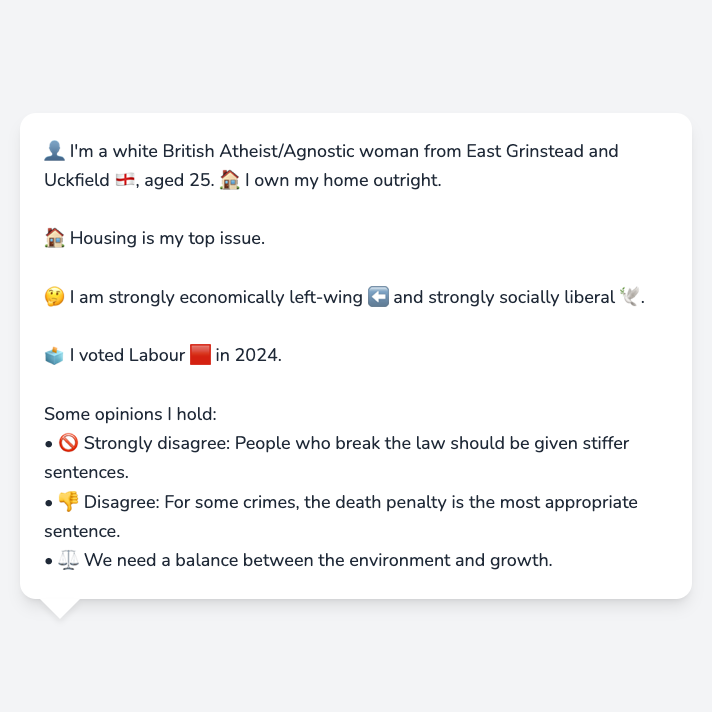 👤 I'm a white British Atheist/Agnostic woman from East Grinstead and
Uckfield 🏴󠁧󠁢󠁥󠁮󠁧󠁿, aged 25. 🏠 I own my home outright.
🏠 Housing is my top issue.
🤔 I am strongly economically left-wing ⬅️ and strongly socially liberal 🕊️.
🗳️ I voted Labour 🟥 in 2024.
Some opinions I hold:
• 🚫 Strongly disagree: People who break the law should be given stiffer
sentences.
• 👎 Disagree: For some crimes, the death penalty is the most appropriate
sentence.
• ⚖️ We need a balance between the environment and growth.